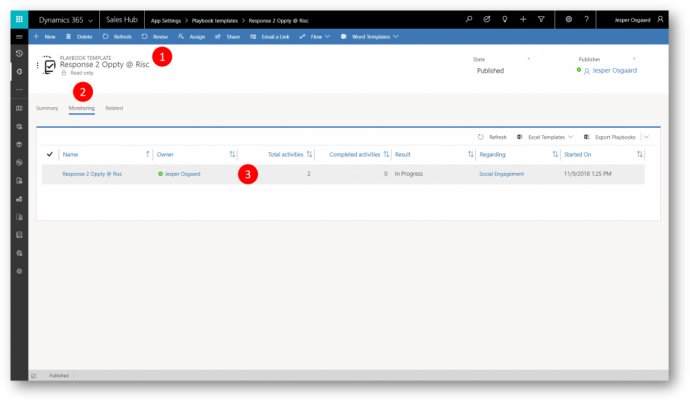 Dynamics 365 Sales Hub App Settings > Playbook templates > Response 2 Oppty @ Risc Jesper Osgaard
New Delete Refresh Revise Assign Share Email a Link Flow Word Templates
1
PLAYBOOK TEMPLATE
Response 2 Oppty @ Risc
Read only
State
Published
Publisher
Jesper Osgaard
2
Summary Monitoring Related
Refresh Excel Templates Export Playbooks
Name Owner Total activities Completed activities Result Regarding Started On
Response 2 Oppty @ Risc Jesper Osgaard 3 2 0 In Progress Social Engagement 11/9/2018 1:25 PM
Published